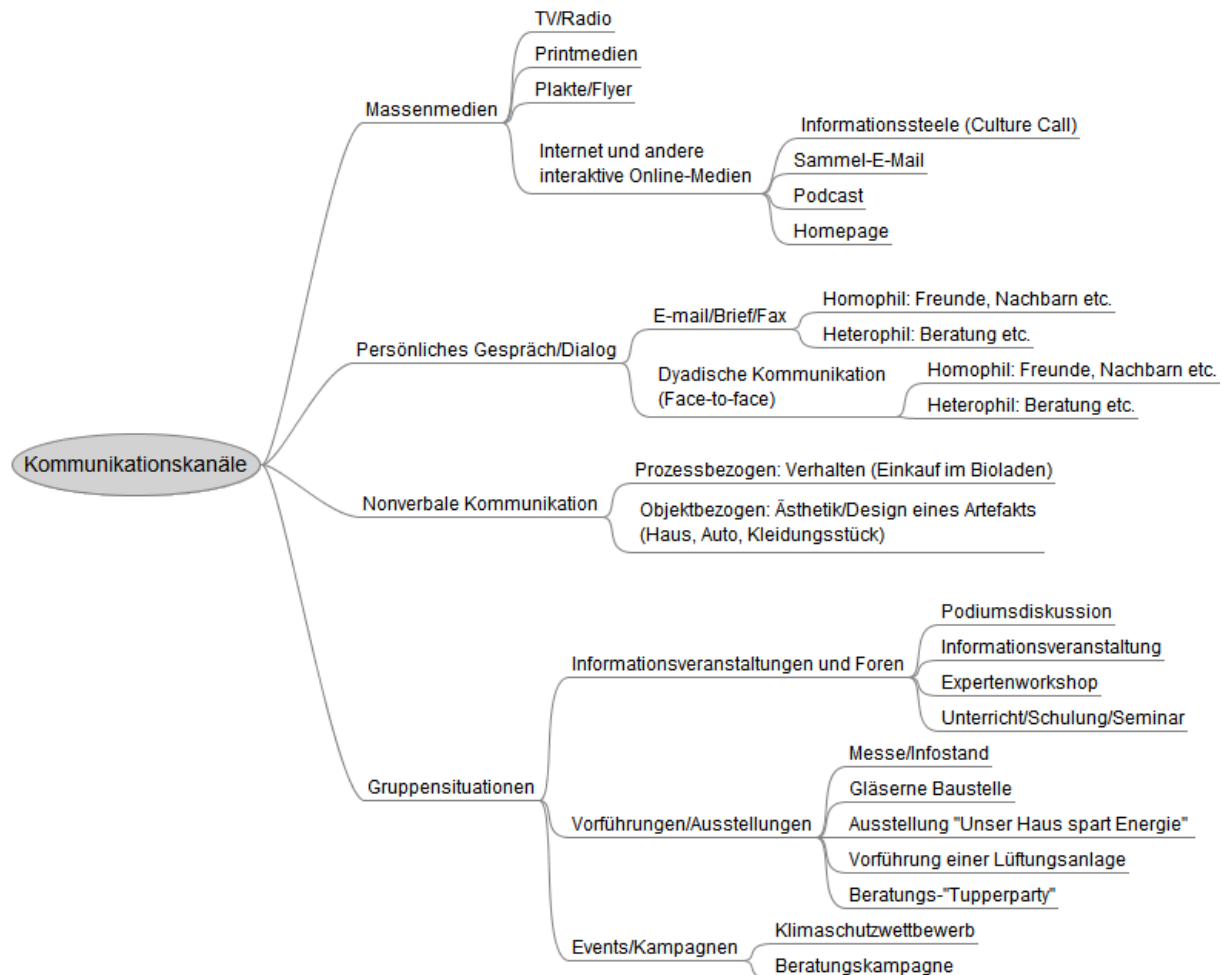 Kommunikationskanäle
Massenmedien
TV/Radio
Printmedien
Plakte/Flyer
Internet und andere
interaktive Online-Medien
Informationssteele (Culture Call)
Sammel-E-Mail
Podcast
Homepage
Persönliches Gespräch/Dialog
E-mail/Brief/Fax
Homophil: Freunde, Nachbarn etc.
Heterophil: Beratung etc.
Dyadische Kommunikation
(Face-to-face)
Homophil: Freunde, Nachbarn etc.
Heterophil: Beratung etc.
Nonverbale Kommunikation
Prozessbezogen: Verhalten (Einkauf im Bioladen)
Objektbezogen: Ästhetik/Design eines Artefakts
(Haus, Auto, Kleidungsstück)
Gruppensituationen
Informationsveranstaltungen und Foren
Podiumsdiskussion
Informationsveranstaltung
Expertenworkshop
Unterricht/Schulung/Seminar
Vorführungen/Ausstellungen
Messe/Infostand
Gläserne Baustelle
Ausstellung "Unser Haus spart Energie"
Vorführung einer Lüftungsanlage
Beratungs-"Tupperparty"
Events/Kampagnen
Klimaschutzwettbewerb
Beratungskampagne